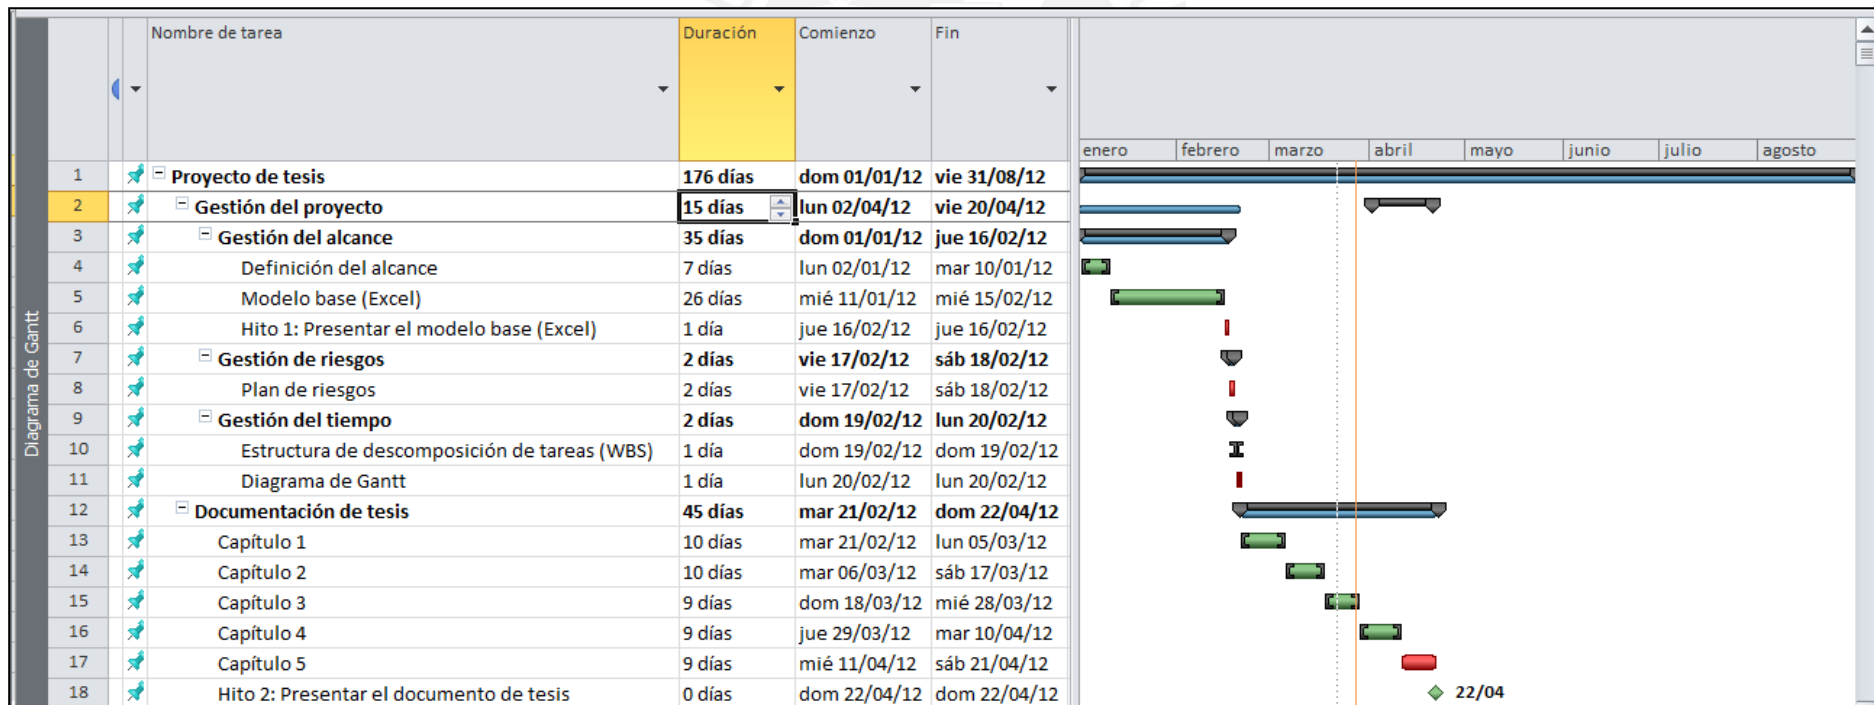 Nombre de tarea Duración Comienzo Fin
enero febrero marzo abril mayo junio julio agosto
Diagrama de Gantt
1 Proyecto de tesis 176 días dom 01/01/12 vie 31/08/12
2 Gestión del proyecto 15 días lun 02/04/12 vie 20/04/12
3 Gestión del alcance 35 días dom 01/01/12 jue 16/02/12
4 Definición del alcance 7 días lun 02/01/12 mar 10/01/12
5 Modelo base (Excel) 26 días mié 11/01/12 mié 15/02/12
6 Hito 1: Presentar el modelo base (Excel) 1 día jue 16/02/12 jue 16/02/12
7 Gestión de riesgos 2 días vie 17/02/12 sáb 18/02/12
8 Plan de riesgos 2 días vie 17/02/12 sáb 18/02/12
9 Gestión del tiempo 2 días dom 19/02/12 lun 20/02/12
10 Estructura de descomposición de tareas (WBS) 1 día dom 19/02/12 dom 19/02/12
11 Diagrama de Gantt 1 día lun 20/02/12 lun 20/02/12
12 Documentación de tesis 45 días mar 21/02/12 dom 22/04/12
13 Capítulo 1 10 días mar 21/02/12 lun 05/03/12
14 Capítulo 2 10 días mar 06/03/12 sáb 17/03/12
15 Capítulo 3 9 días dom 18/03/12 mié 28/03/12
16 Capítulo 4 9 días jue 29/03/12 mar 10/04/12
17 Capítulo 5 9 días mié 11/04/12 sáb 21/04/12
18 Hito 2: Presentar el documento de tesis 0 días dom 22/04/12 dom 22/04/12 22/04